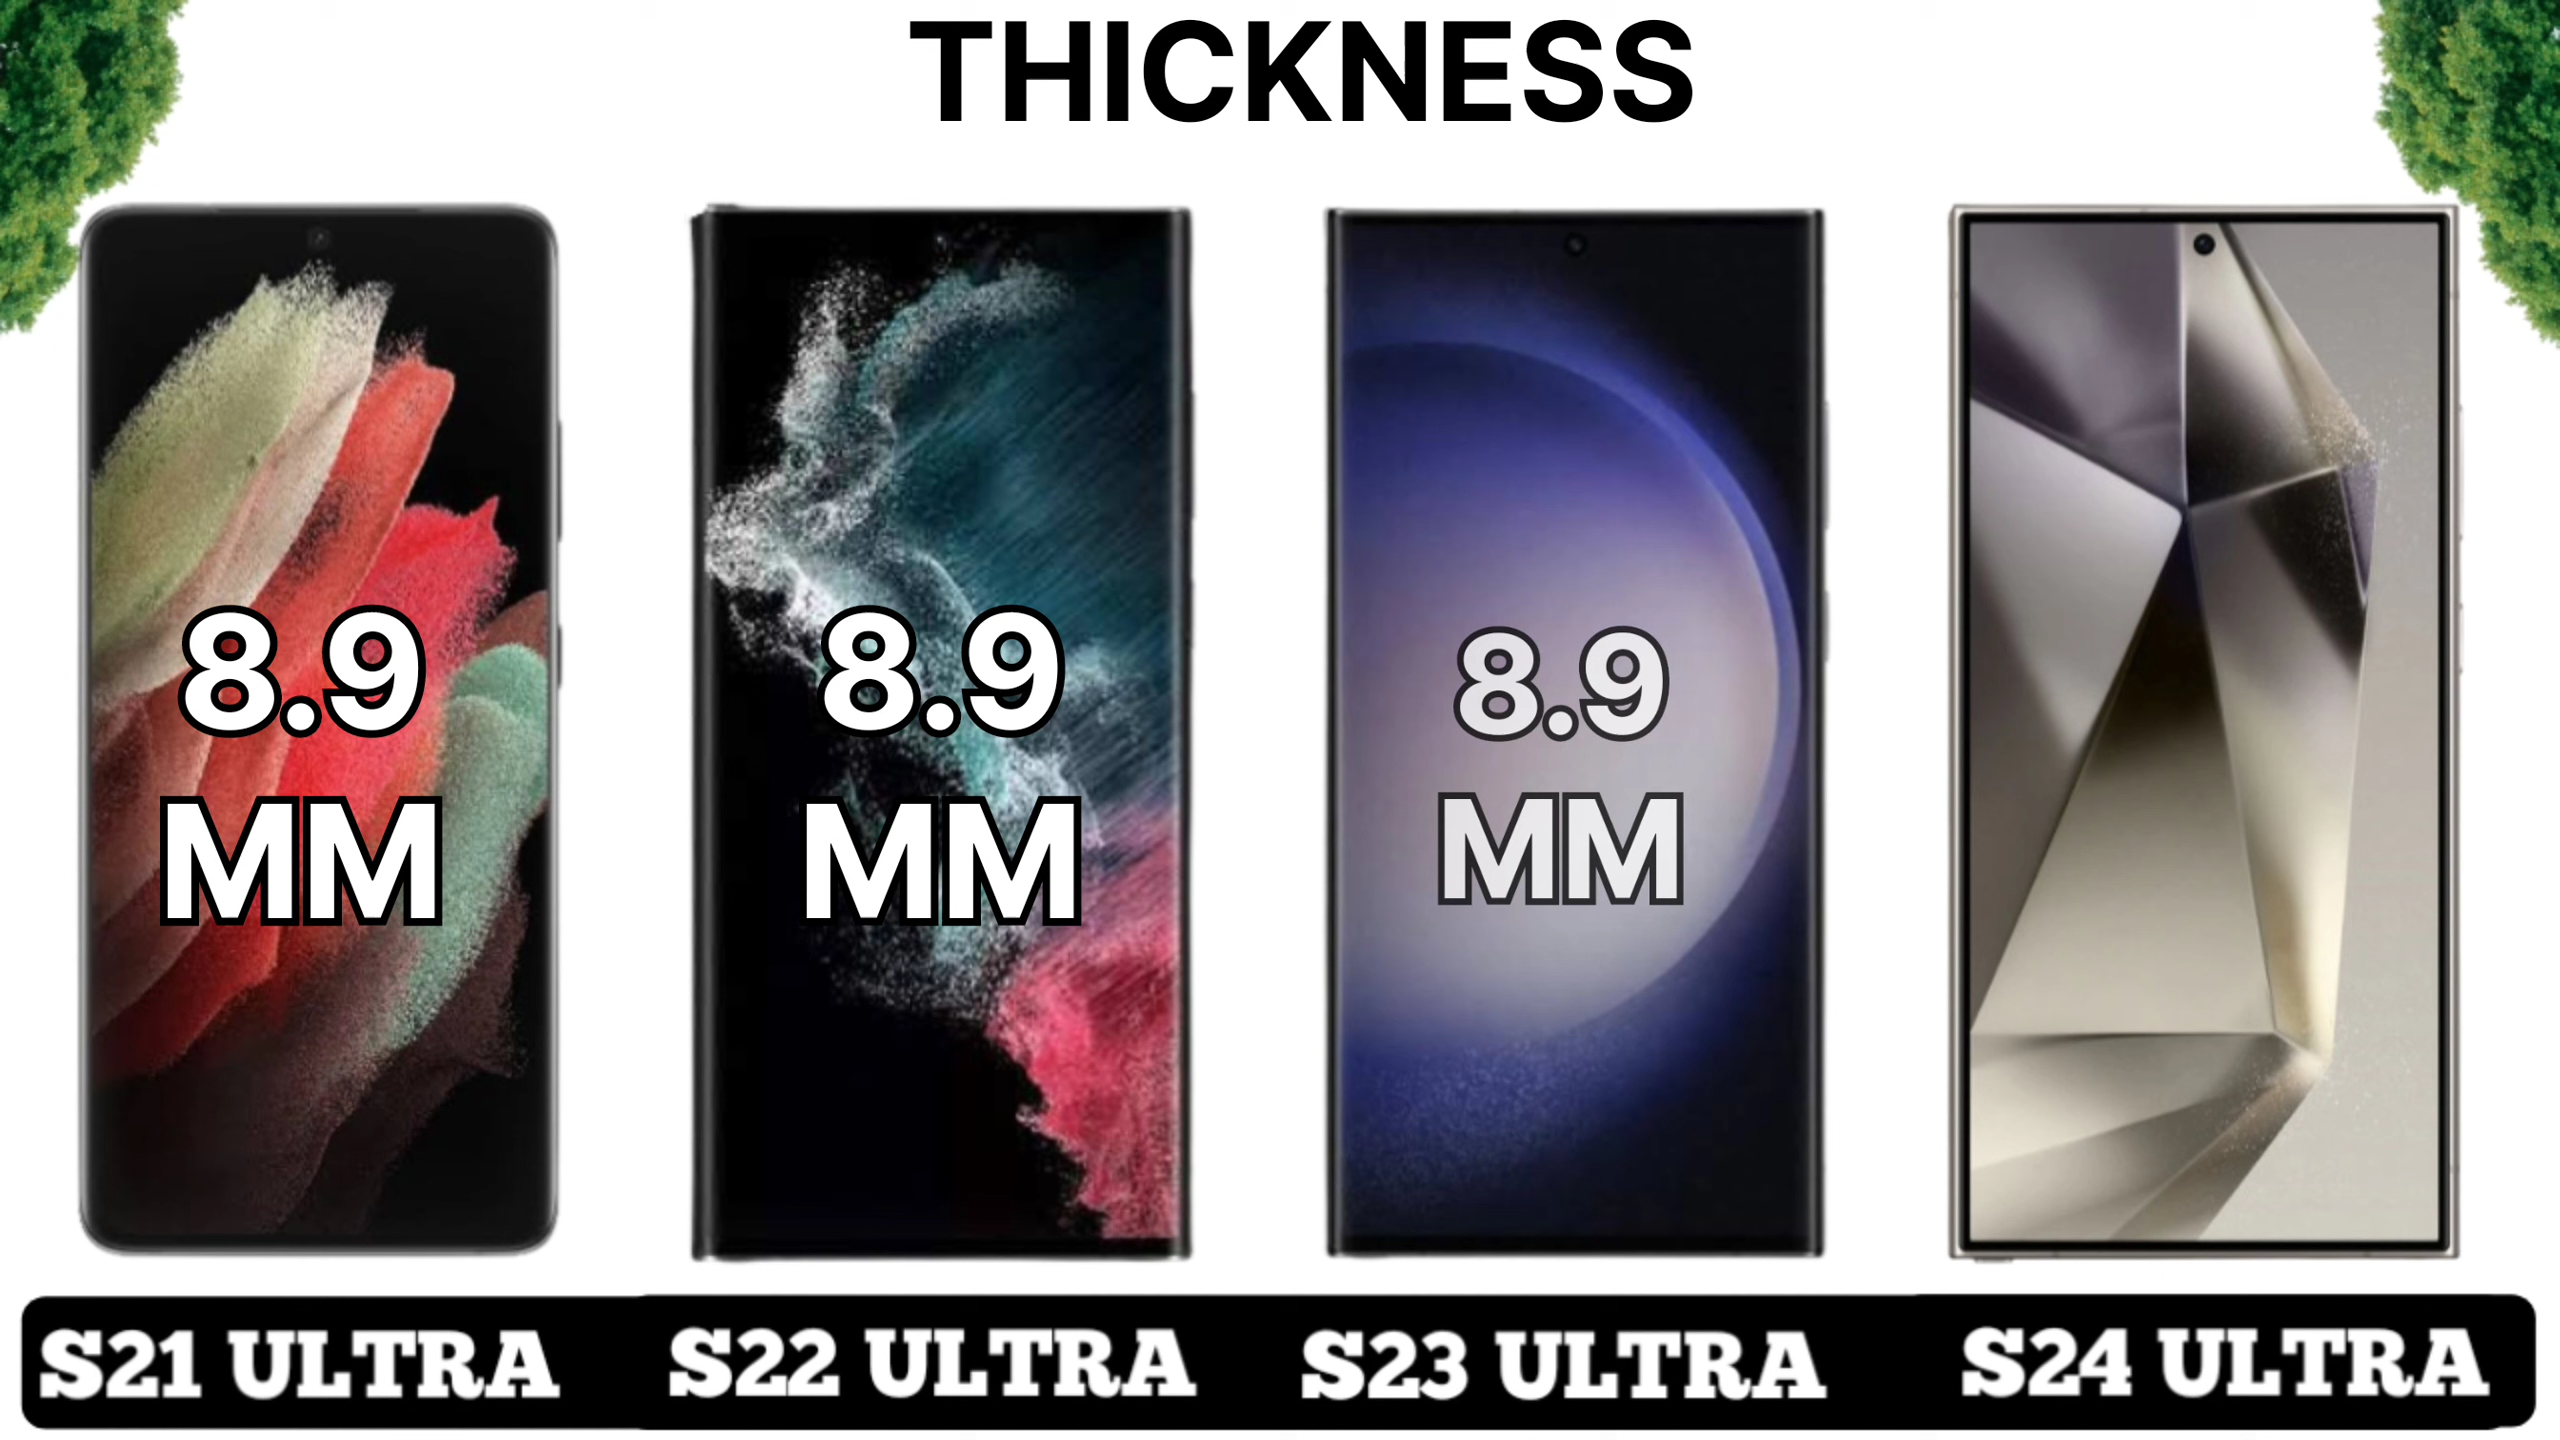 THICKNESS
8.9
MM
8.9
MM
8.9
MM
S21 ULTRA
S22 ULTRA
S23 ULTRA
S24 ULTRA